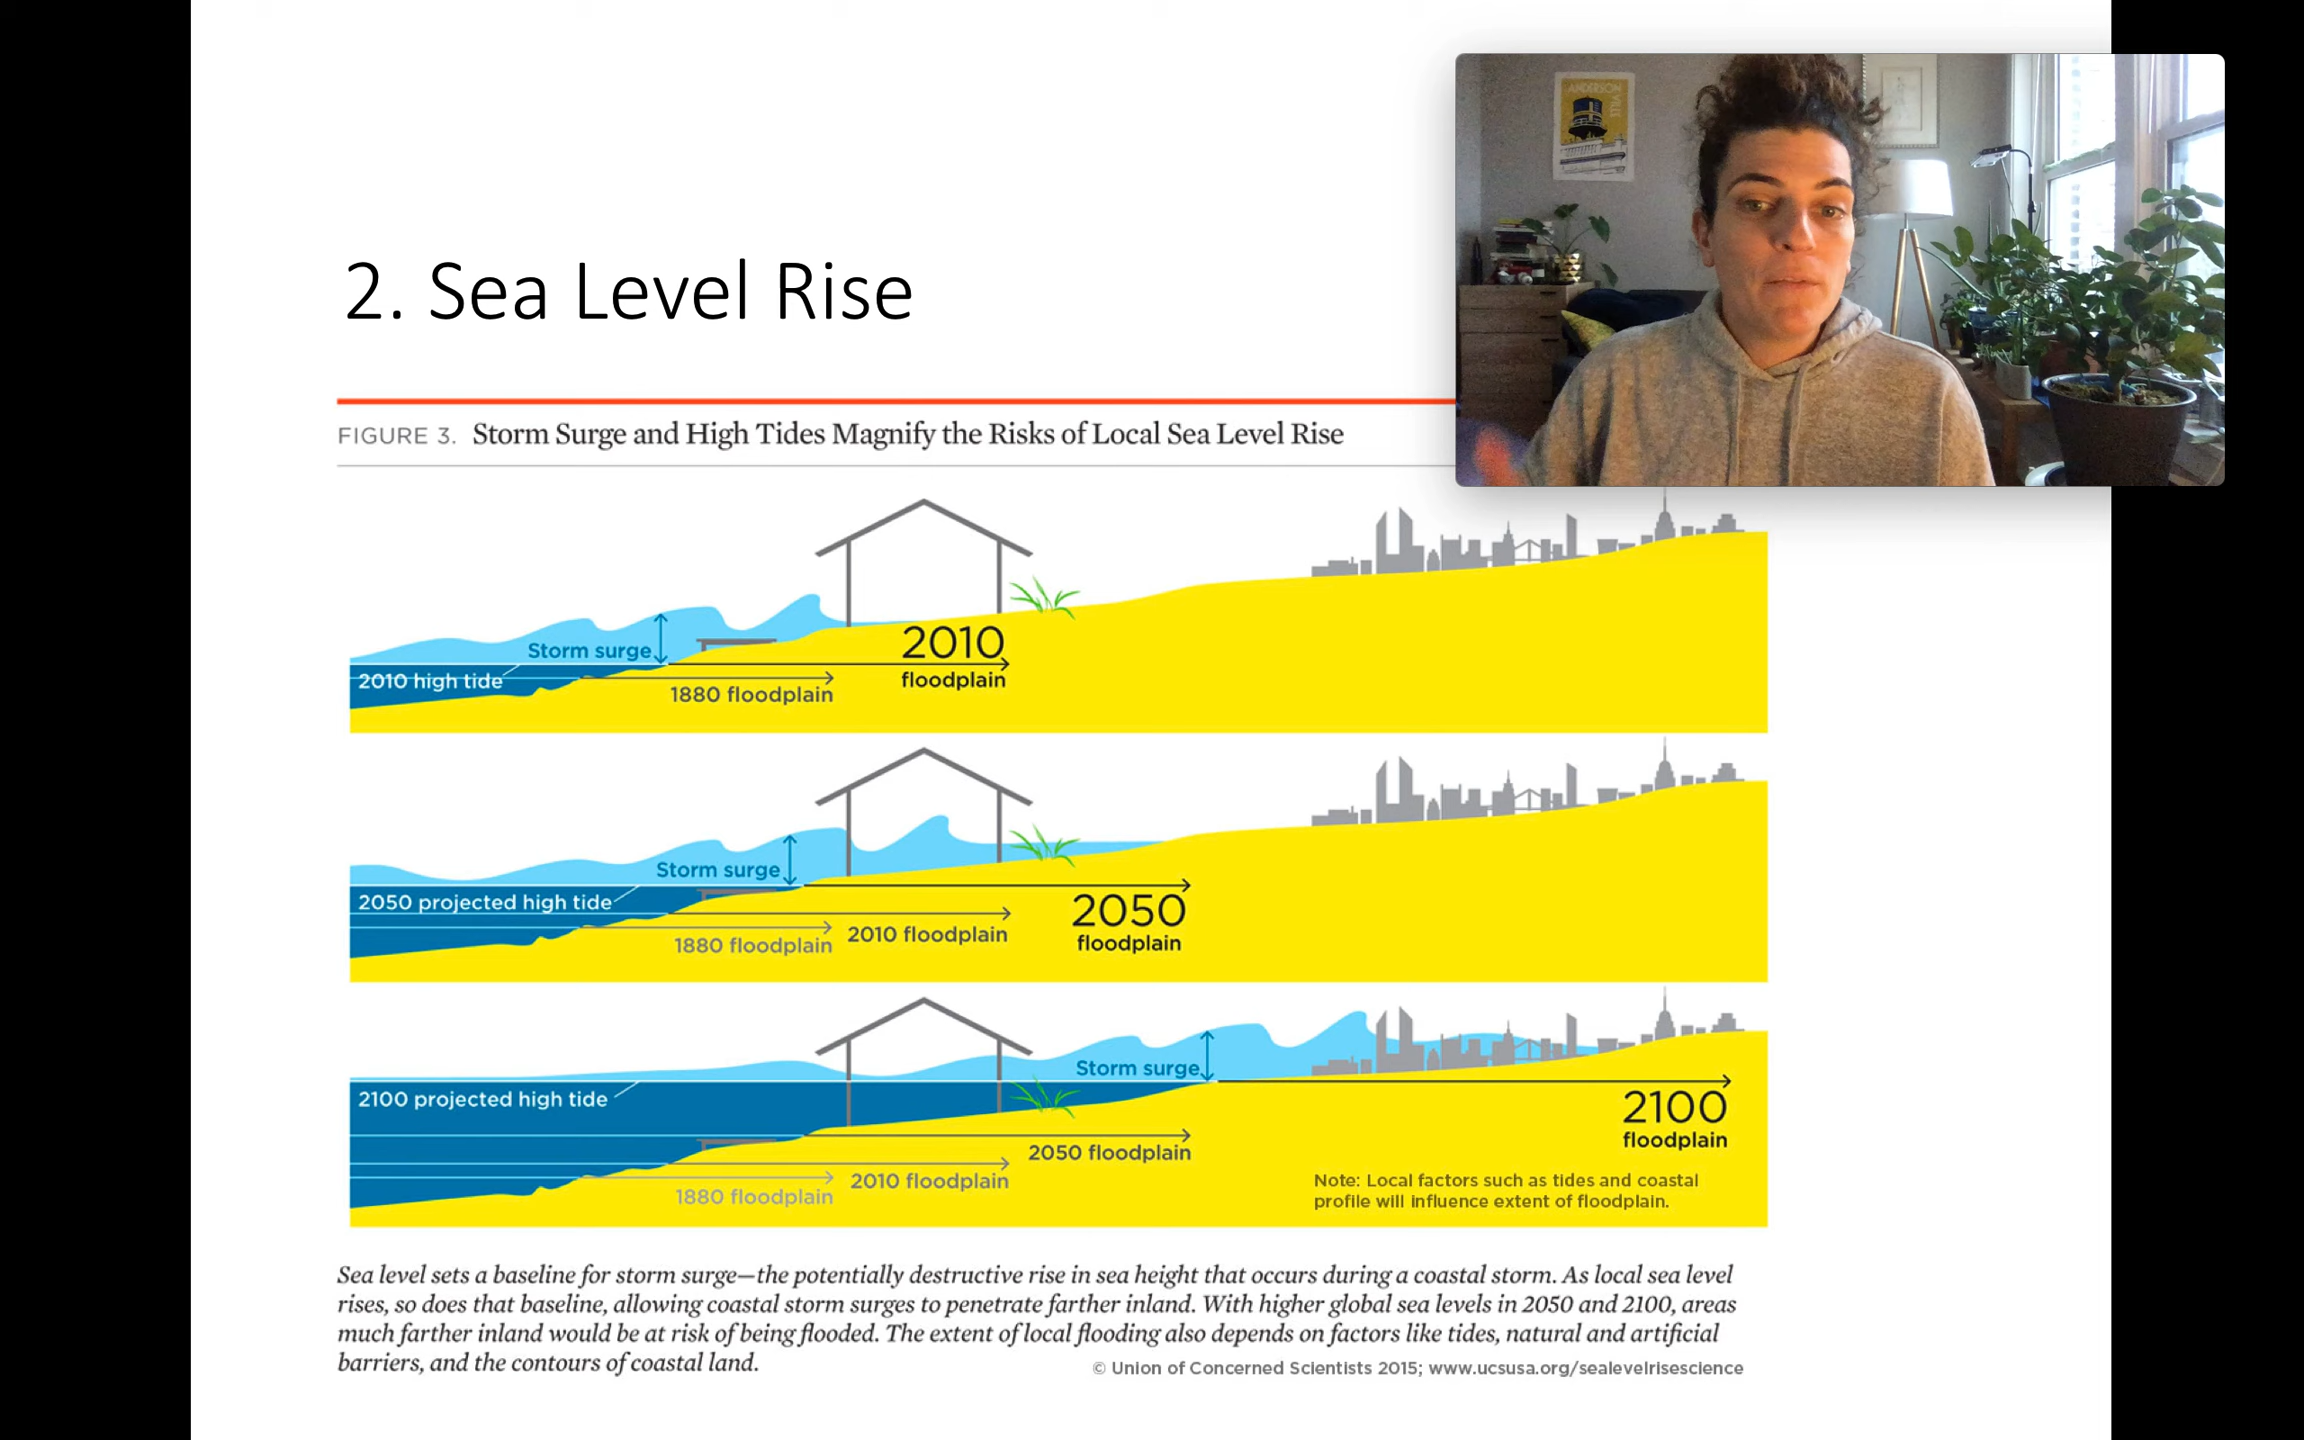 ANDERSON
VILLE
2. Sea Level Rise
FIGURE 3. Storm Surge and High Tides Magnify the Risks of Local Sea Level Rise
Storm surge
2010 high tide
1880 floodplain
2010
floodplain
Storm surge
2050 projected high tide
1880 floodplain
2010 floodplain
2050
floodplain
Storm surge
2100 projected high tide
1880 floodplain
2010 floodplain
2050 floodplain
2100
floodplain
Note: Local factors such as tides and coastal
profile will influence extent of floodplain.
Sea level sets a baseline for storm surge—the potentially destructive rise in sea height that occurs during a coastal storm. As local sea level
rises, so does that baseline, allowing coastal storm surges to penetrate farther inland. With higher global sea levels in 2050 and 2100, areas
much farther inland would be at risk of being flooded. The extent of local flooding also depends on factors like tides, natural and artificial
barriers, and the contours of coastal land.
© Union of Concerned Scientists 2015; www.ucsusa.org/sealevelrisescience